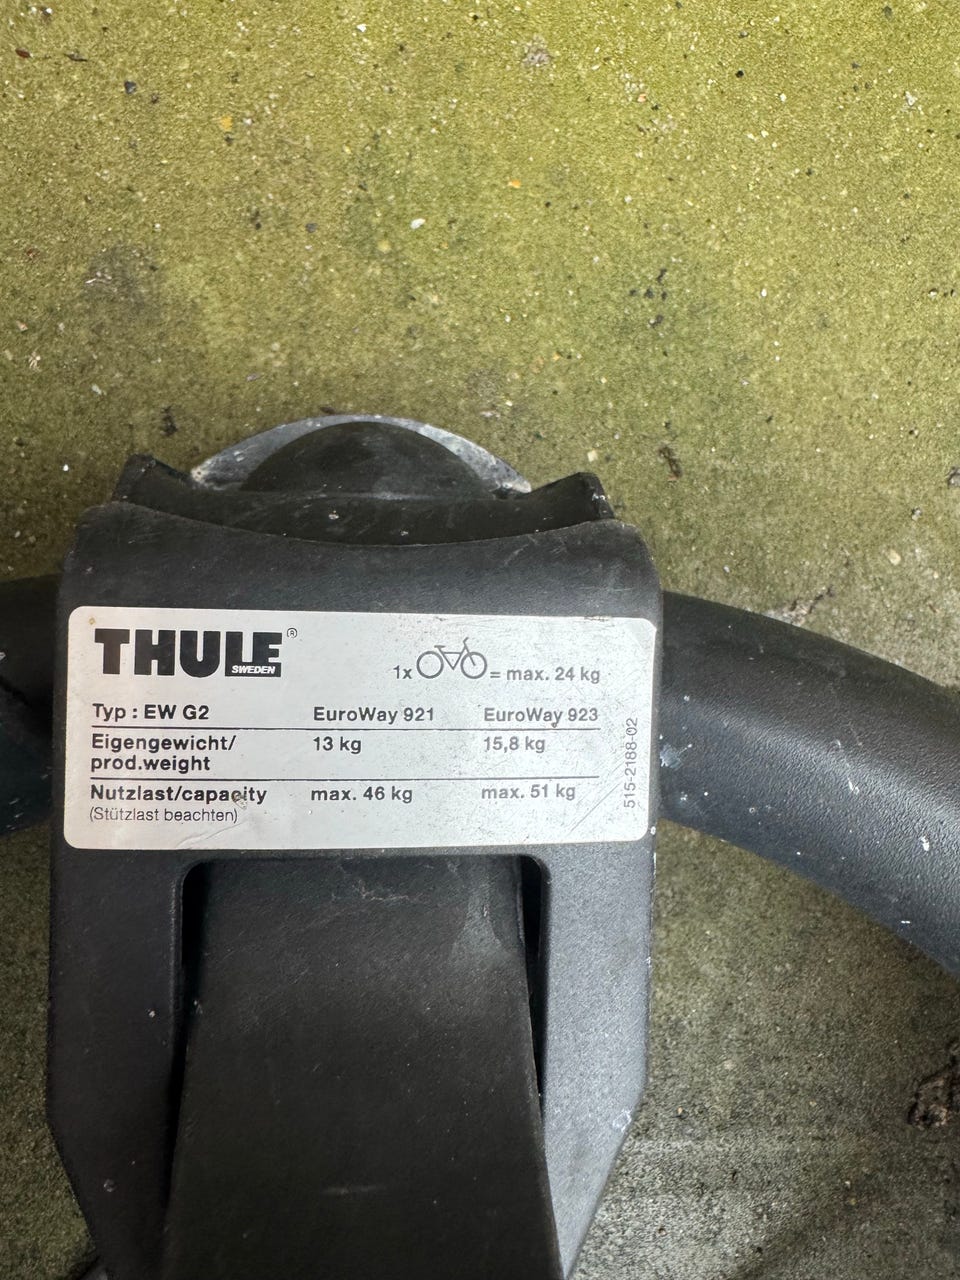 THULE®
SWEDEN
1x = max. 24 kg
Typ : EW G2 EuroWay 921 EuroWay 923
Eigengewicht/ 13 kg 15,8 kg
prod.weight
Nutzlast/capacity max. 46 kg max. 51 kg
(Stützlast beachten)
515-2188-02